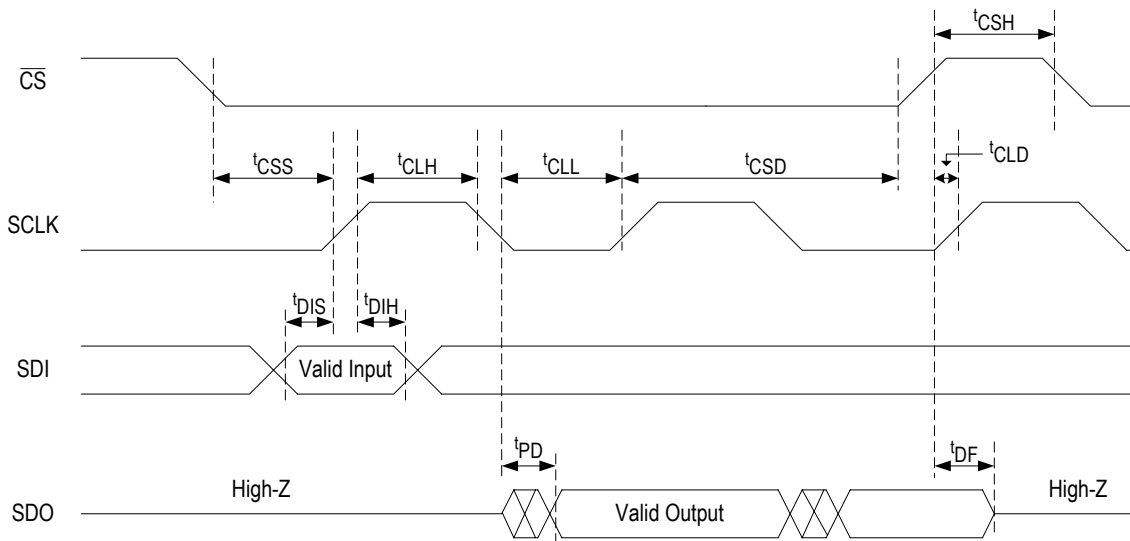 tCSH
CS
tCSS
tCLH
tCLL
tCSD
tCLD
SCLK
tDIS
tDIH
SDI
Valid Input
tPD
tDF
SDO
High-Z
Valid Output
High-Z